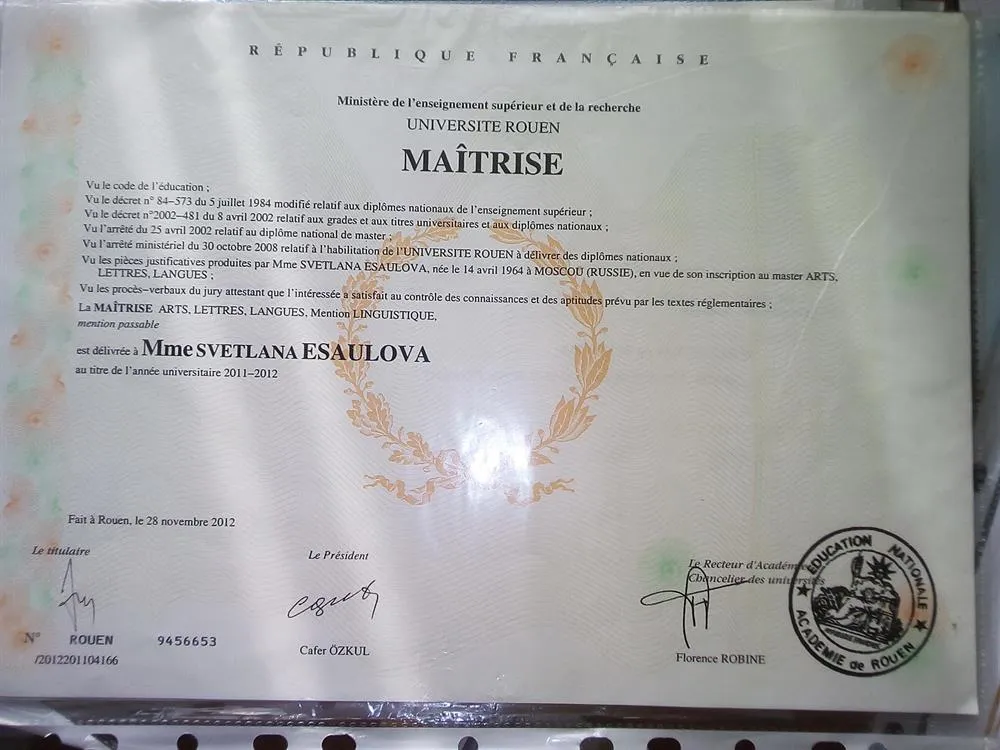 RÉPUBLIQUE FRANÇAISE
Ministère de l'enseignement supérieur et de la recherche
UNIVERSITE ROUEN
MAÎTRISE
Vu le code de l'éducation ;
Vu le décret n° 84–573 du 5 juillet 1984 modifié relatif aux diplômes nationaux de l'enseignement supérieur ;
Vu le décret n°2002–481 du 8 avril 2002 relatif aux grades et aux titres universitaires et aux diplômes nationaux ;
Vu l'arrêté du 25 avril 2002 relatif au diplôme national de master ;
Vu l'arrêté ministériel du 30 octobre 2008 relatif à l'habilitation de l'UNIVERSITE ROUEN à délivrer des diplômes nationaux ;
Vu les pièces justificatives produites par Mme SVETLANA ESAULOVA, née le 14 avril 1964 à MOSCOU (RUSSIE), en vue de son inscription au master ARTS,
LETTRES, LANGUES ;
Vu les procès–verbaux du jury attestant que l'intéressée a satisfait au contrôle des connaissances et des aptitudes prévu par les textes réglementaires ;
La MAÎTRISE ARTS, LETTRES, LANGUES, Mention LINGUISTIQUE,
mention passable
est délivrée à Mme SVETLANA ESAULOVA
au titre de l'année universitaire 2011–2012
Fait à Rouen, le 28 novembre 2012
Le titulaire
Le Président
Le Recteur d'Académie
Chancelier des universités
EDUCATION NATIONALE
ACADEMIE de ROUEN
N° ROUEN 9456653
/2012201104166
Cafer ÖZKUL
Florence ROBINE